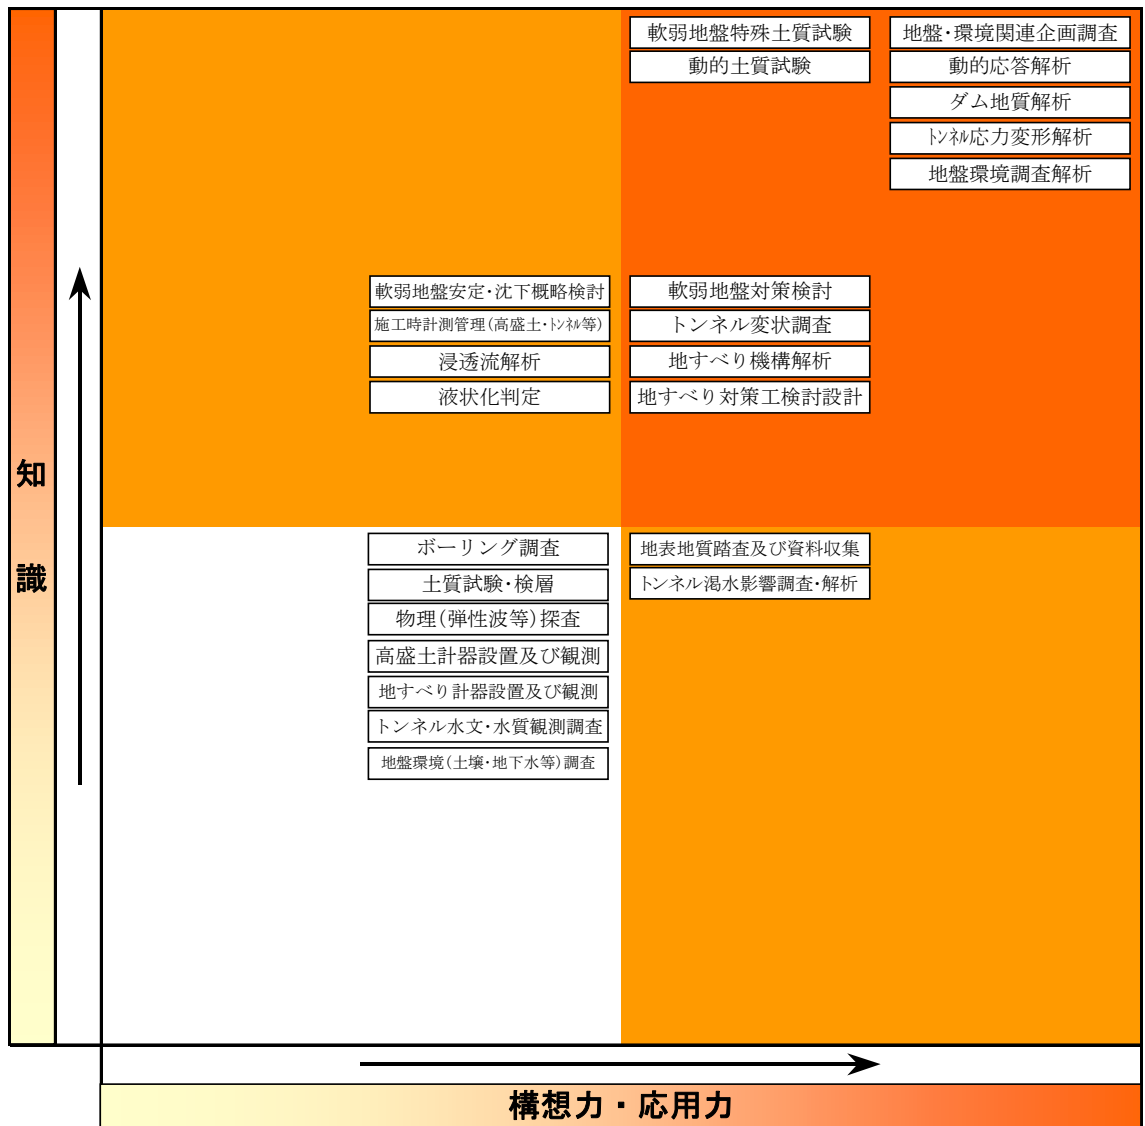 軟弱地盤特殊土質試験
動的土質試験
地盤・環境関連企画調査
動的応答解析
ダム地質解析
ﾄﾝﾈﾙ応力変形解析
地盤環境調査解析
軟弱地盤安定・沈下概略検討
施工時計測管理(高盛土・ﾄﾝﾈﾙ等)
浸透流解析
液状化判定
軟弱地盤対策検討
トンネル変状調査
地すべり機構解析
地すべり対策工検討設計
知
識
ボーリング調査
土質試験・検層
物理(弾性波等)探査
高盛土計器設置及び観測
地すべり計器設置及び観測
トンネル水文・水質観測調査
地盤環境(土壌・地下水等)調査
地表地質踏査及び資料収集
トンネル渇水影響調査・解析
構想力・応用力